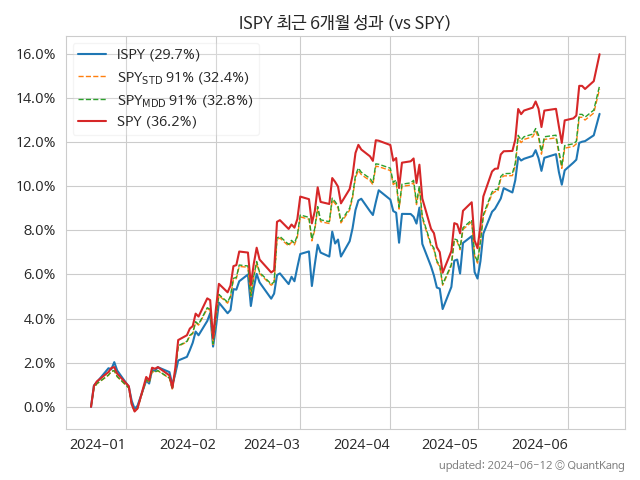 ISPY 최근 6개월 성과 (vs SPY)
16.0%
14.0%
12.0%
10.0%
8.0%
6.0%
4.0%
2.0%
0.0%
ISPY (29.7%)
SPYSTD 91% (32.4%)
SPYMDD 91% (32.8%)
SPY (36.2%)
2024−01 2024−02 2024−03 2024−04 2024−05 2024−06
updated: 2024-06-12 © QuantKang